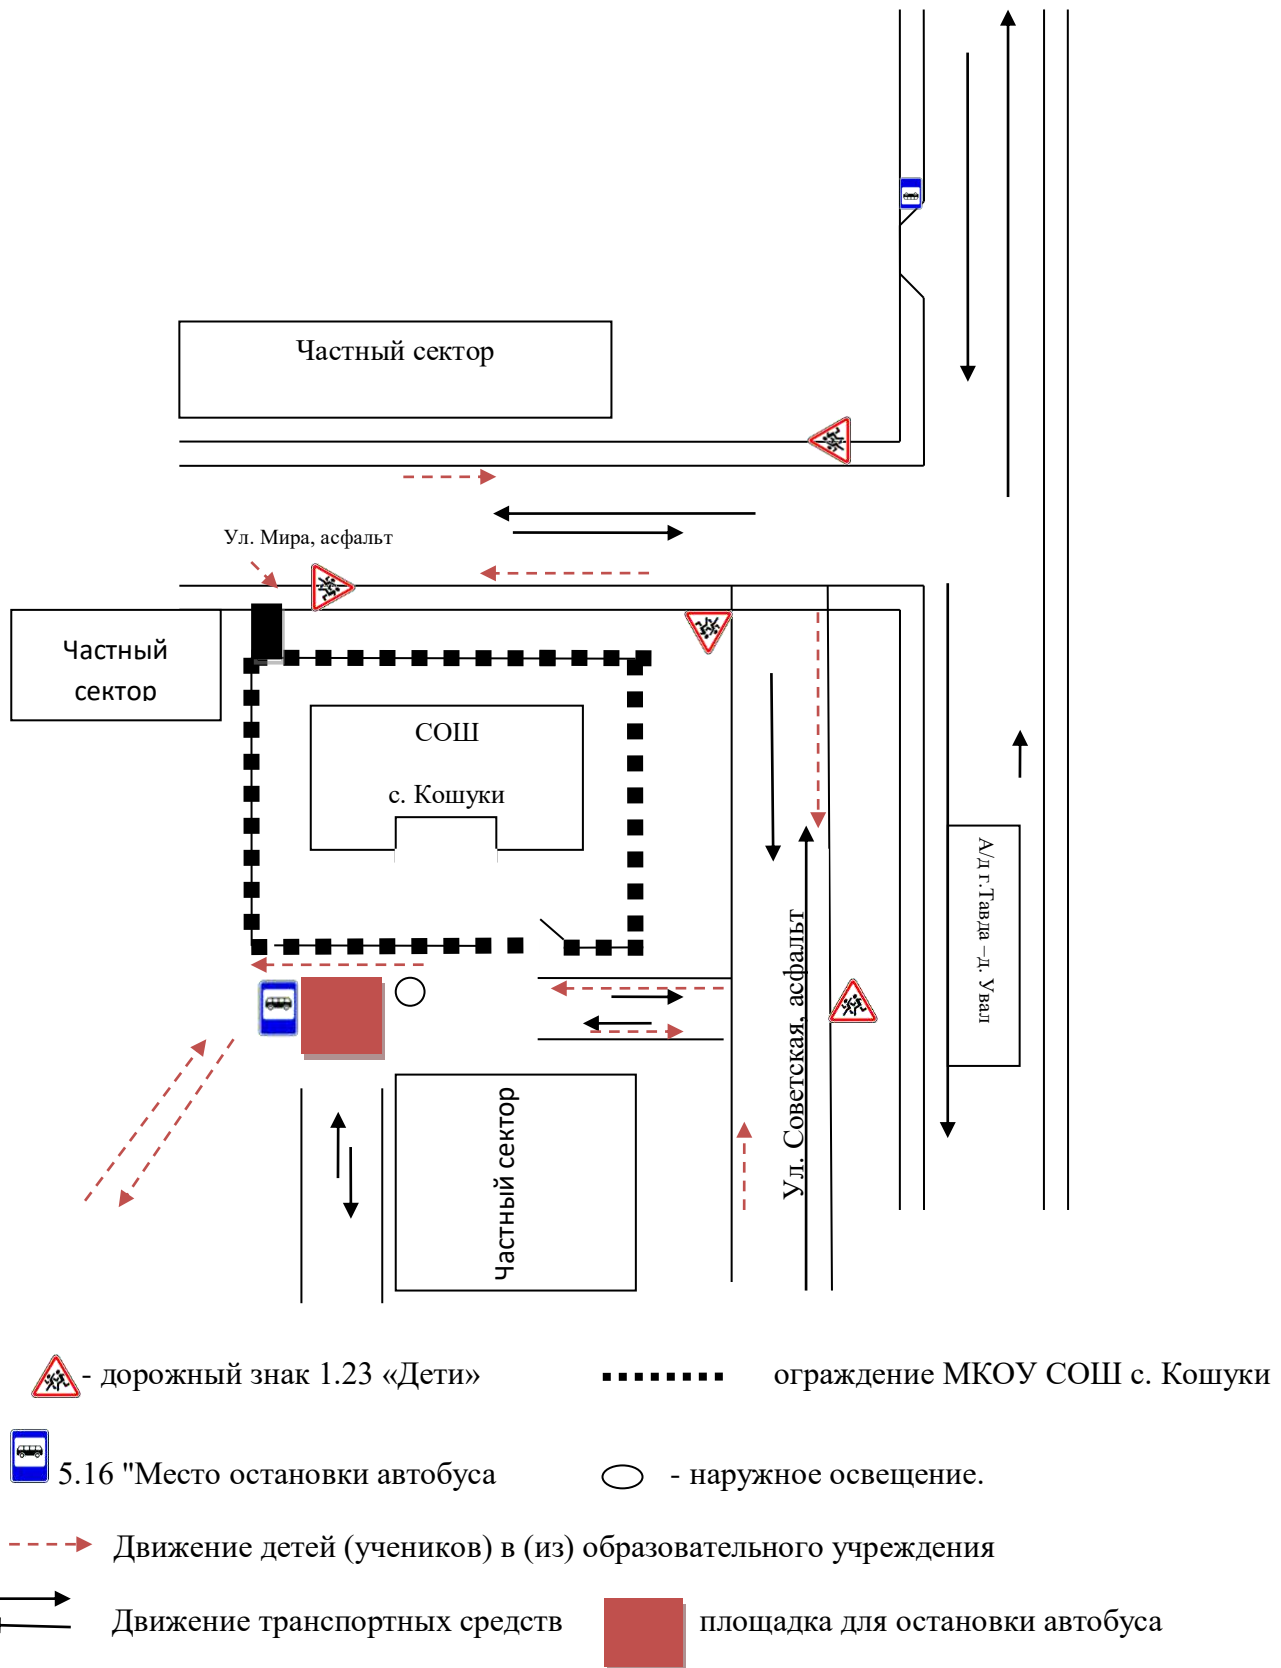 Частный сектор
Ул. Мира, асфальт
Частный
сектор
СОШ
с. Кошуки
А/д г.Тавда –д. Увал
Ул. Советская, асфальт
Частный сектор
- дорожный знак 1.23 «Дети»
ограждение МКОУ СОШ с. Кошуки
5.16 "Место остановки автобуса
- наружное освещение.
Движение детей (учеников) в (из) образовательного учреждения
Движение транспортных средств
площадка для остановки автобуса